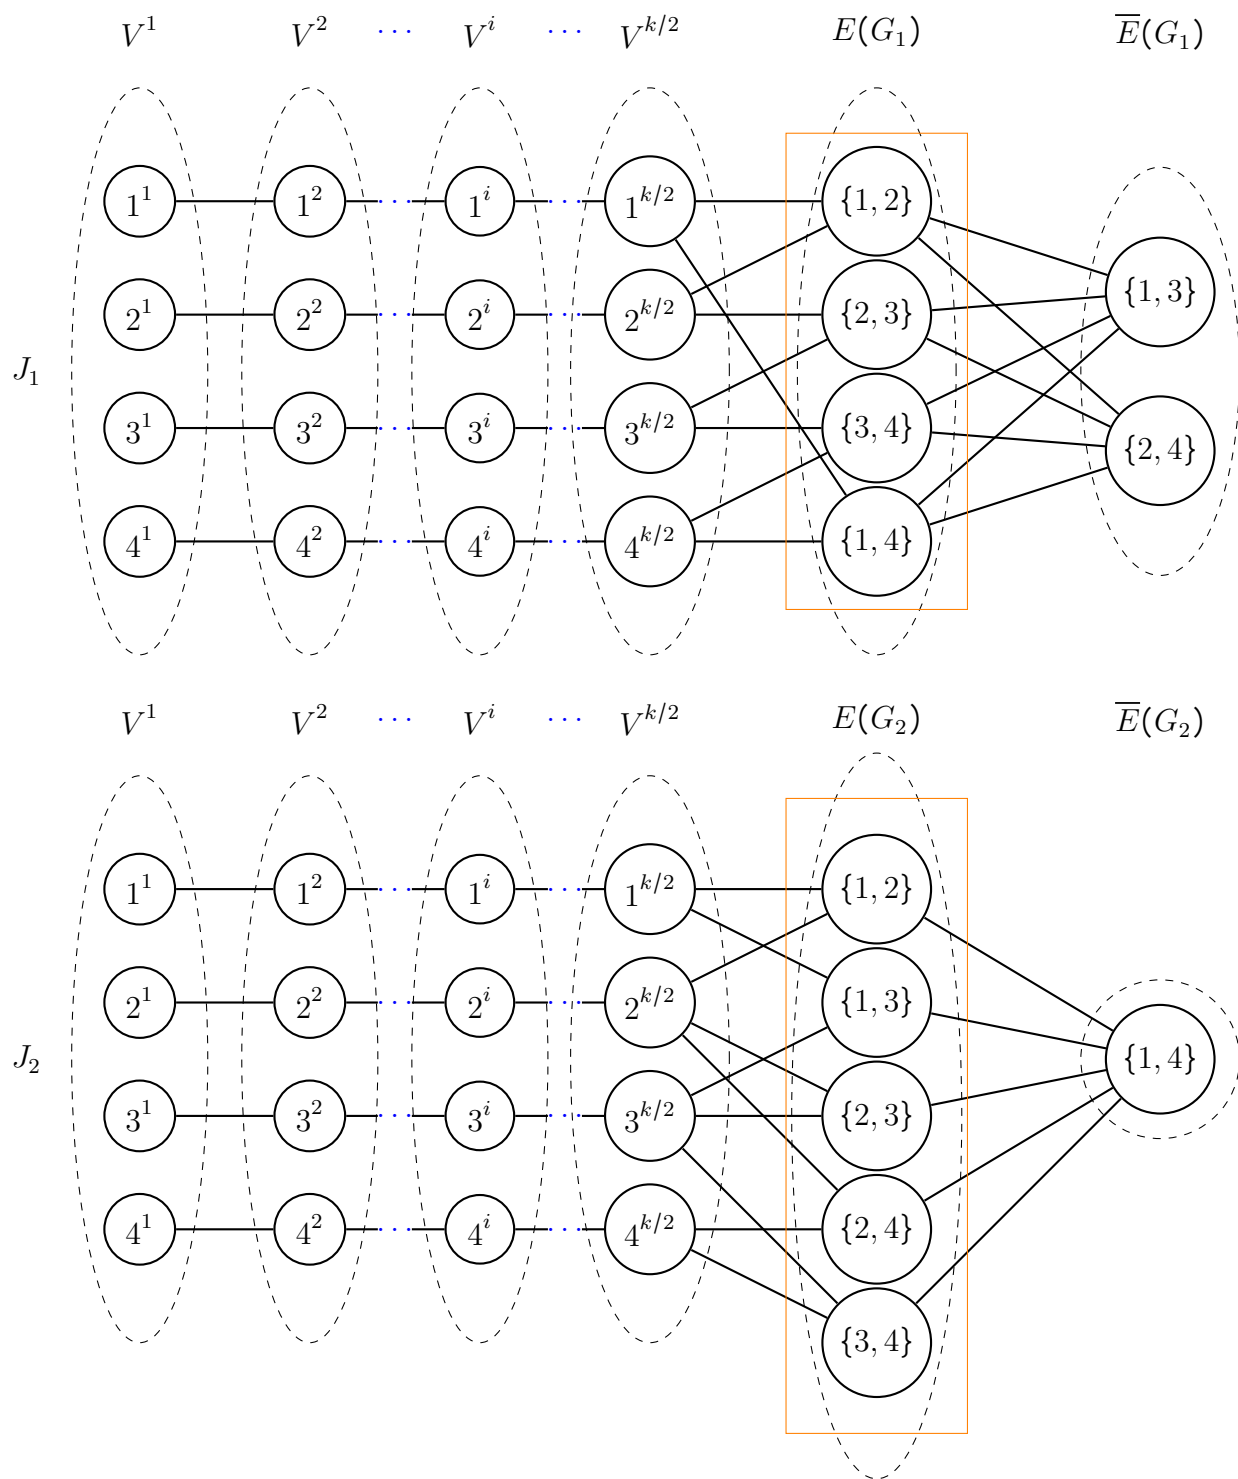 $V^1$ $V^2$ ⋯ $V^i$ ⋯ $V^{k/2}$ $E(G_1)$ $\overline{E}(G_1)$
$1^1$ $1^2$ ⋯ $1^i$ ⋯ $1^{k/2}$ {1, 2}
{1, 3}
$2^1$ $2^2$ ⋯ $2^i$ ⋯ $2^{k/2}$ {2, 3}
$J_1$
$3^1$ $3^2$ ⋯ $3^i$ ⋯ $3^{k/2}$ {3, 4}
{2, 4}
$4^1$ $4^2$ ⋯ $4^i$ ⋯ $4^{k/2}$ {1, 4}
$V^1$ $V^2$ ⋯ $V^i$ ⋯ $V^{k/2}$ $E(G_2)$ $\overline{E}(G_2)$
$1^1$ $1^2$ ⋯ $1^i$ ⋯ $1^{k/2}$ {1, 2}
$2^1$ $2^2$ ⋯ $2^i$ ⋯ $2^{k/2}$ {1, 3}
$J_2$ {1, 4}
$3^1$ $3^2$ ⋯ $3^i$ ⋯ $3^{k/2}$ {2, 3}
$4^1$ $4^2$ ⋯ $4^i$ ⋯ $4^{k/2}$ {2, 4}
{3, 4}